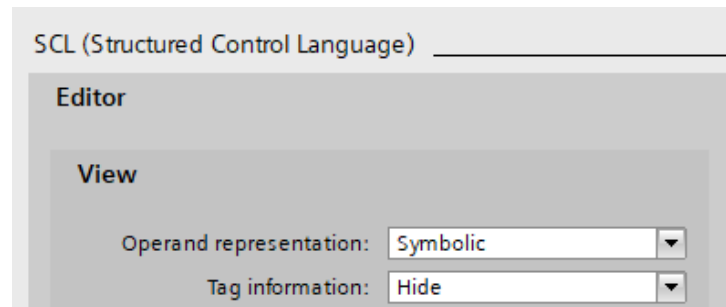 SCL (Structured Control Language)
Editor
View
Operand representation: Symbolic
Tag information: Hide